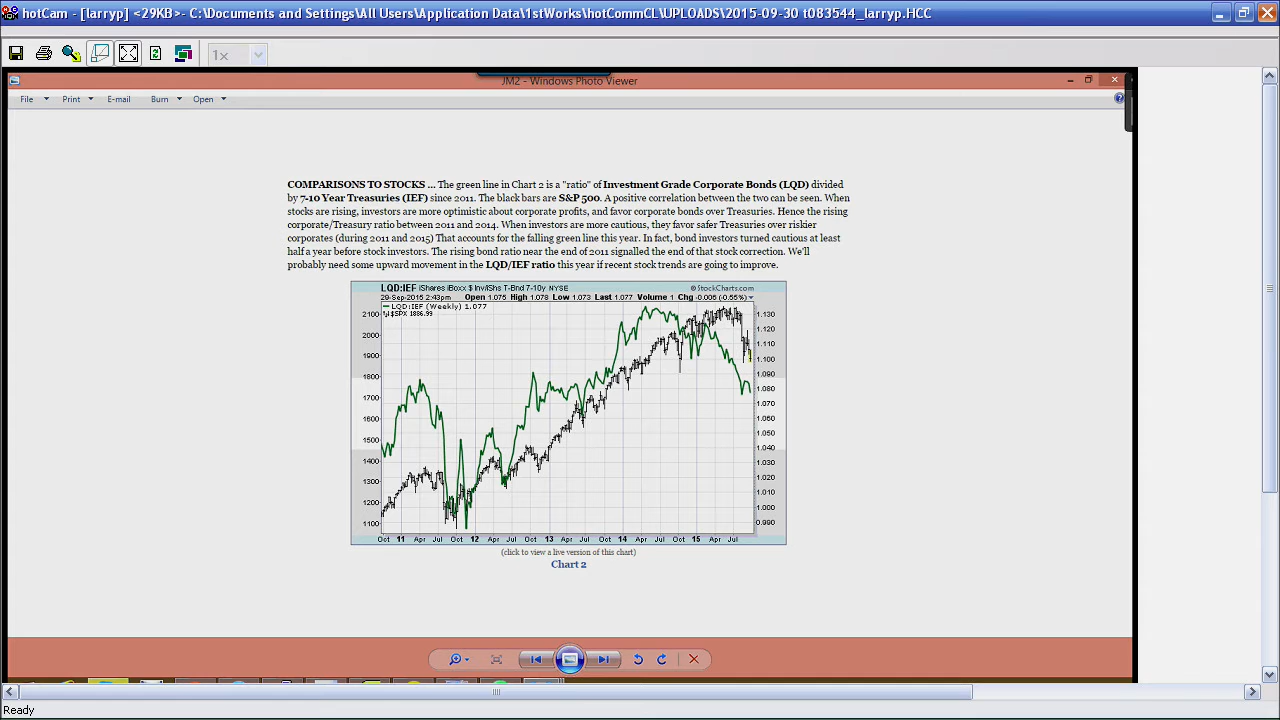 hotCam - [larryp] <29KB> - C:\Documents and Settings\All Users\Application Data\1stWorks\hotCommCL\UPLOADS\2015-09-30 t083544_larryp.HCC
1x
JM2 - Windows Photo Viewer
File Print E-mail Burn Open
COMPARISONS TO STOCKS ... The green line in Chart 2 is a "ratio" of Investment Grade Corporate Bonds (LQD) divided
by 7-10 Year Treasuries (IEF) since 2011. The black bars are S&P 500. A positive correlation between the two can be seen. When
stocks are rising, investors are more optimistic about corporate profits, and favor corporate bonds over Treasuries. Hence the rising
corporate/Treasury ratio between 2011 and 2014. When investors are more cautious, they favor safer Treasuries over riskier
corporates (during 2011 and 2015) That accounts for the falling green line this year. In fact, bond investors turned cautious at least
half a year before stock investors. The rising bond ratio near the end of 2011 signalled the end of that stock correction. We'll
probably need some upward movement in the LQD/IEF ratio this year if recent stock trends are going to improve.
LQD:IEF iShares iBoxx $ Inv/iShs T-Bnd 7-10y NYSE © StockCharts.com
29-Sep-2015 2:43pm Open 1.075 High 1.078 Low 1.073 Last 1.077 Volume 1 Chg -0.006 (-0.55%)
LQD:IEF (Weekly) 1.077
$SPX 1886.99
2100
2000
1900
1800
1700
1600
1500
1400
1300
1200
1100
1.130
1.120
1.110
1.100
1.090
1.080
1.070
1.060
1.050
1.040
1.030
1.020
1.010
1.000
0.990
Oct 11 Apr Jul Oct 12 Apr Jul Oct 13 Apr Jul Oct 14 Apr Jul Oct 15 Apr Jul
(click to view a live version of this chart)
Chart 2
Ready